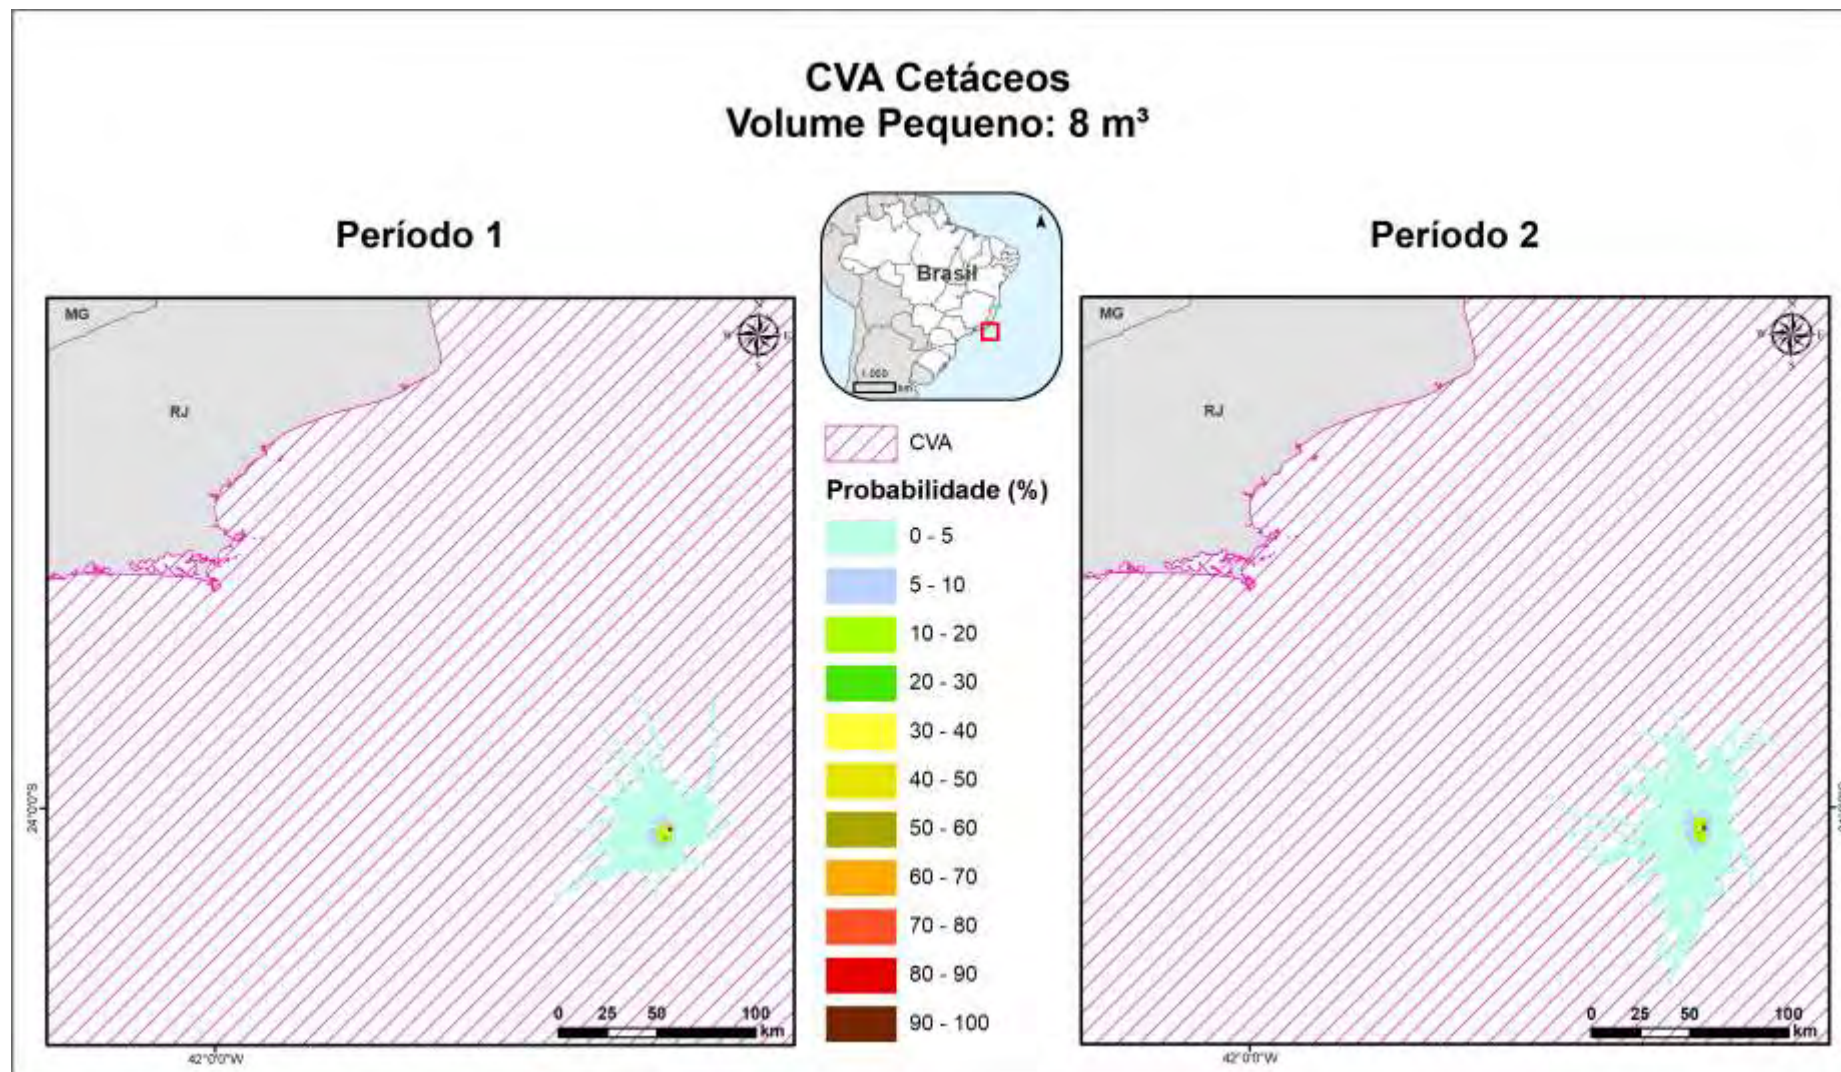 CVA Cetáceos
Volume Pequeno: 8 m³
Período 1
MG
RJ
24°0'0"S
42°0'0"W
0 25 50 100
km
Brasil
1.000
km
CVA
Probabilidade (%)
0 - 5
5 - 10
10 - 20
20 - 30
30 - 40
40 - 50
50 - 60
60 - 70
70 - 80
80 - 90
90 - 100
Período 2
MG
RJ
42°0'0"W
0 25 50 100
km